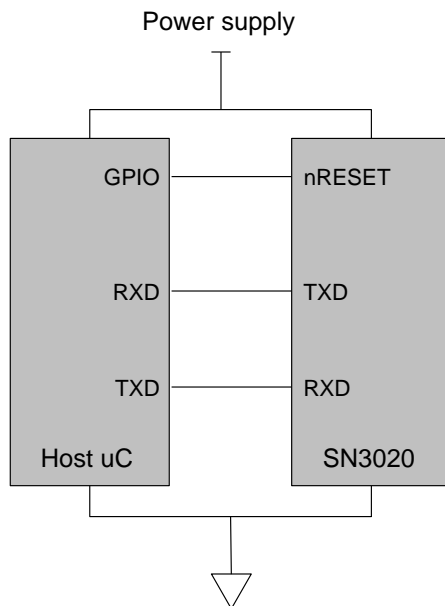 Power supply
GPIO nRESET
RXD TXD
TXD RXD
Host uC SN3020